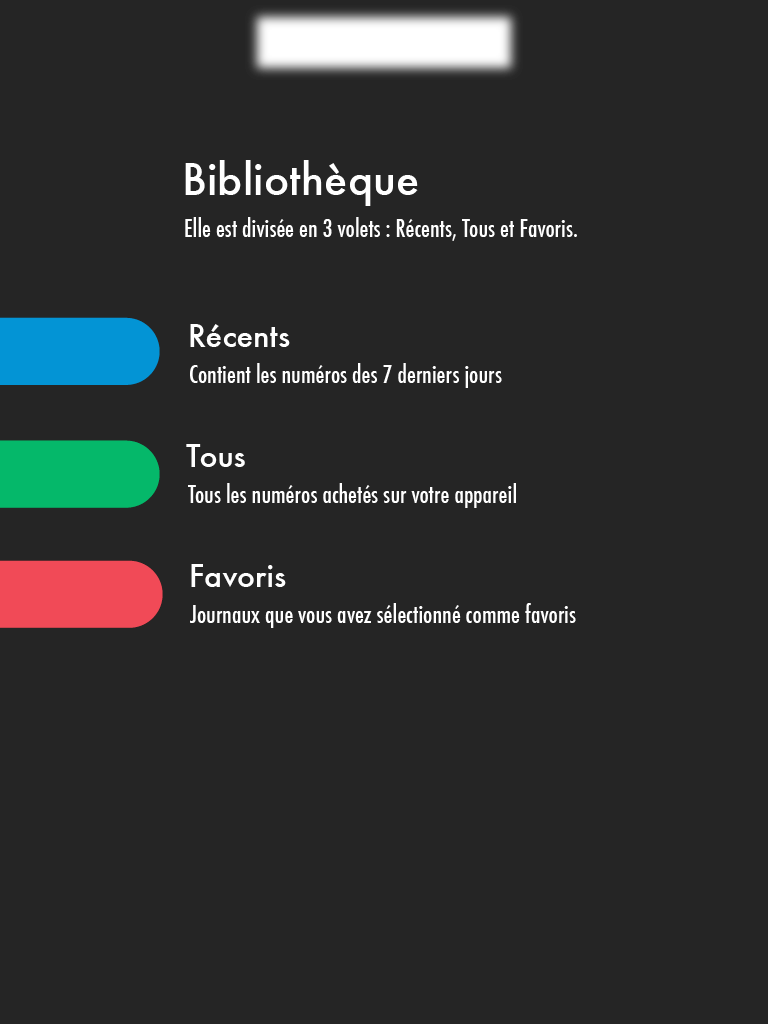 Bibliothèque
Elle est divisée en 3 volets : Récents, Tous et Favoris.
Récents
Contient les numéros des 7 derniers jours
Tous
Tous les numéros achetés sur votre appareil
Favoris
Journaux que vous avez sélectionné comme favoris